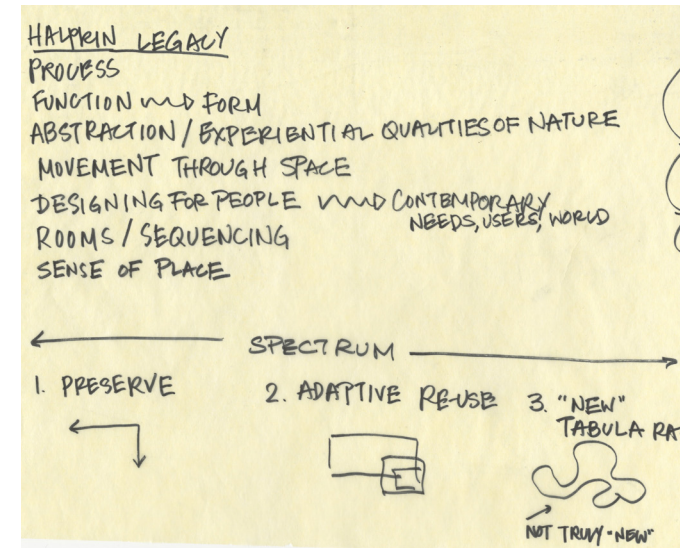 HALPRIN LEGACY
PROCESS
FUNCTION → FORM
ABSTRACTION / EXPERIENTIAL QUALITIES OF NATURE
MOVEMENT THROUGH SPACE
DESIGNING FOR PEOPLE → CONTEMPORARY
NEEDS, USERS, WORLD
ROOMS / SEQUENCING
SENSE OF PLACE
SPECTRUM
1. PRESERVE
2. ADAPTIVE RE-USE
3. "NEW"
TABULA RA
NOT TRULY "NEW"